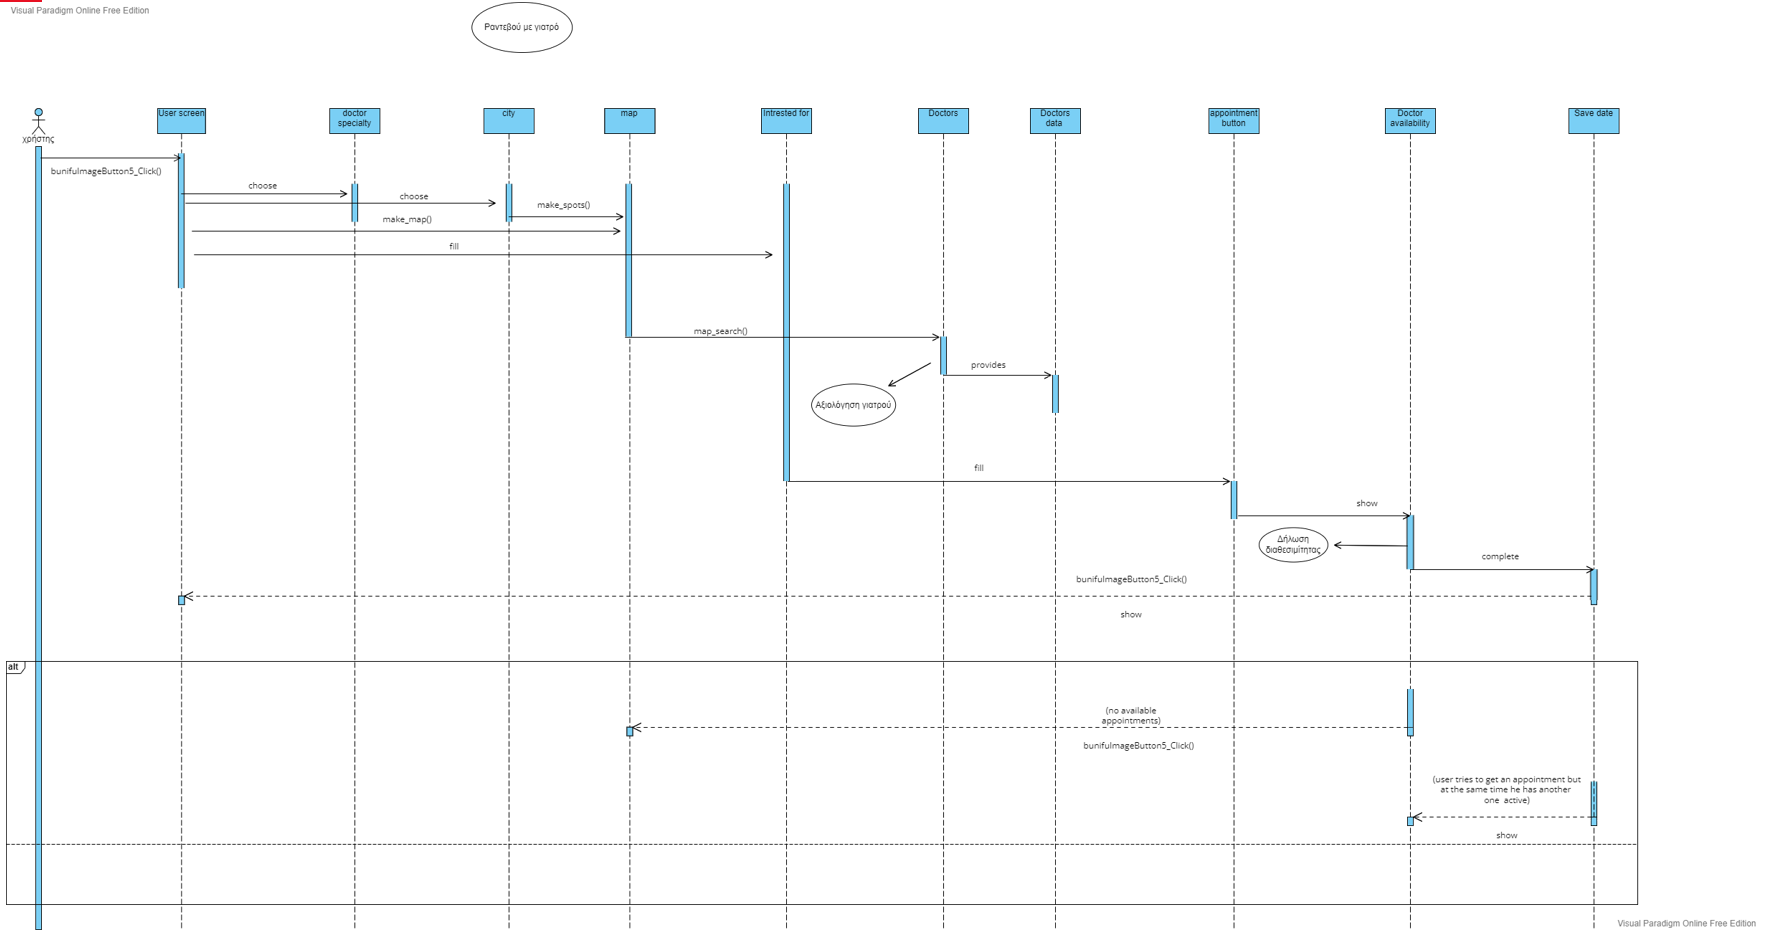 Visual Paradigm Online Free Edition
Ραντεβού με γιατρό
χρήστης
User screen
doctor
specialty
city
map
Intrested for
Doctors
Doctors
data
appointment
button
Doctor
availability
Save date
bunifuImageButton5_Click()
choose
choose
make_spots()
make_map()
fill
map_search()
provides
Αξιολόγηση γιατρού
fill
show
Δήλωση
διαθεσιμότητας
complete
bunifuImageButton5_Click()
show
alt
(no available
appointments)
bunifuImageButton5_Click()
(user tries to get an appointment but
at the same time he has another
one active)
show
Visual Paradigm Online Free Edition